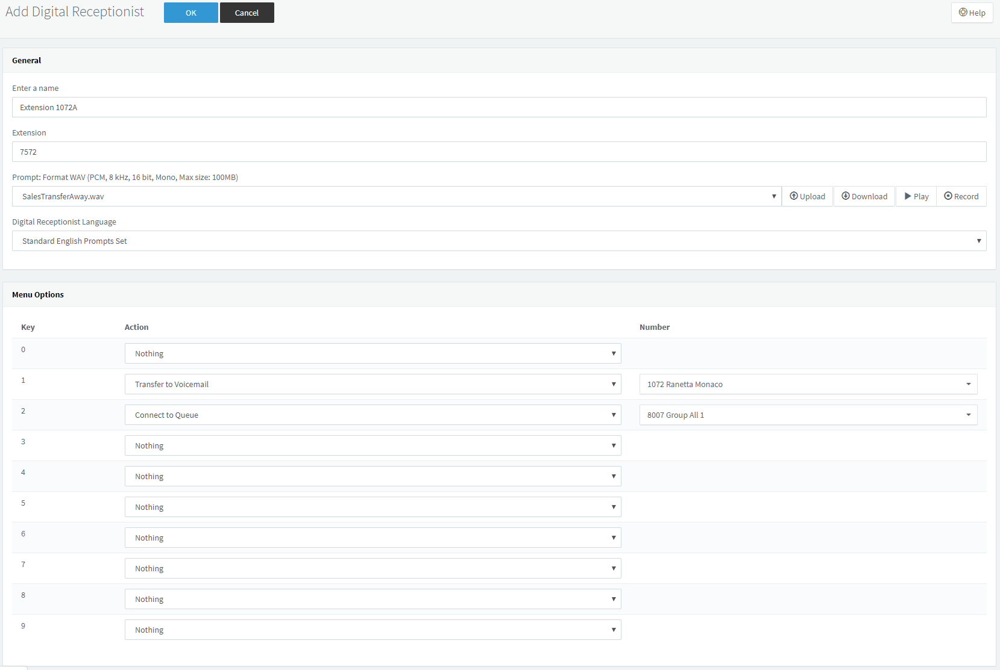 Add Digital Receptionist OK Cancel Help
General
Enter a name
Extension 1072A
Extension
7572
Prompt: Format WAV (PCM, 8 kHz, 16 bit, Mono, Max size: 100MB)
SalesTransferAway.wav Upload Download Play Record
Digital Receptionist Language
Standard English Prompts Set
Menu Options
Key Action Number
0 Nothing
1 Transfer to Voicemail 1072 Ranetta Monaco
2 Connect to Queue 8007 Group All 1
3 Nothing
4 Nothing
5 Nothing
6 Nothing
7 Nothing
8 Nothing
9 Nothing